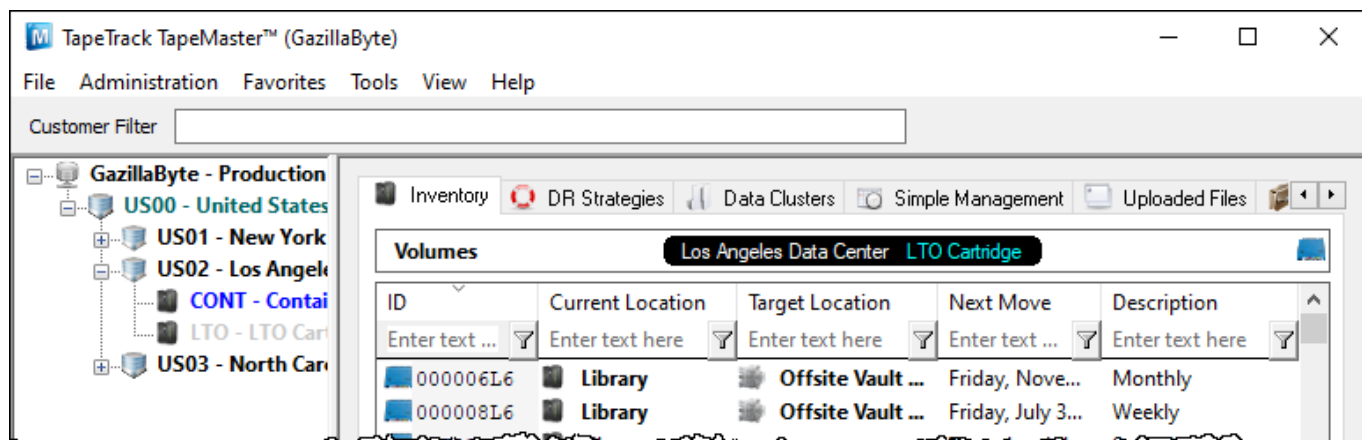 TapeTrack TapeMaster™ (GazillaByte)
File Administration Favorites Tools View Help
Customer Filter
GazillaByte - Production
US00 - United States
US01 - New York
US02 - Los Angele
CONT - Contai
LTO - LTO Cart
US03 - North Car
Inventory DR Strategies Data Clusters Simple Management Uploaded Files
Volumes Los Angeles Data Center LTO Cartridge
ID Current Location Target Location Next Move Description
Enter text ... Enter text here Enter text here Enter text ... Enter text here
000006L6 Library Offsite Vault ... Friday, Nove... Monthly
000008L6 Library Offsite Vault ... Friday, July 3... Weekly